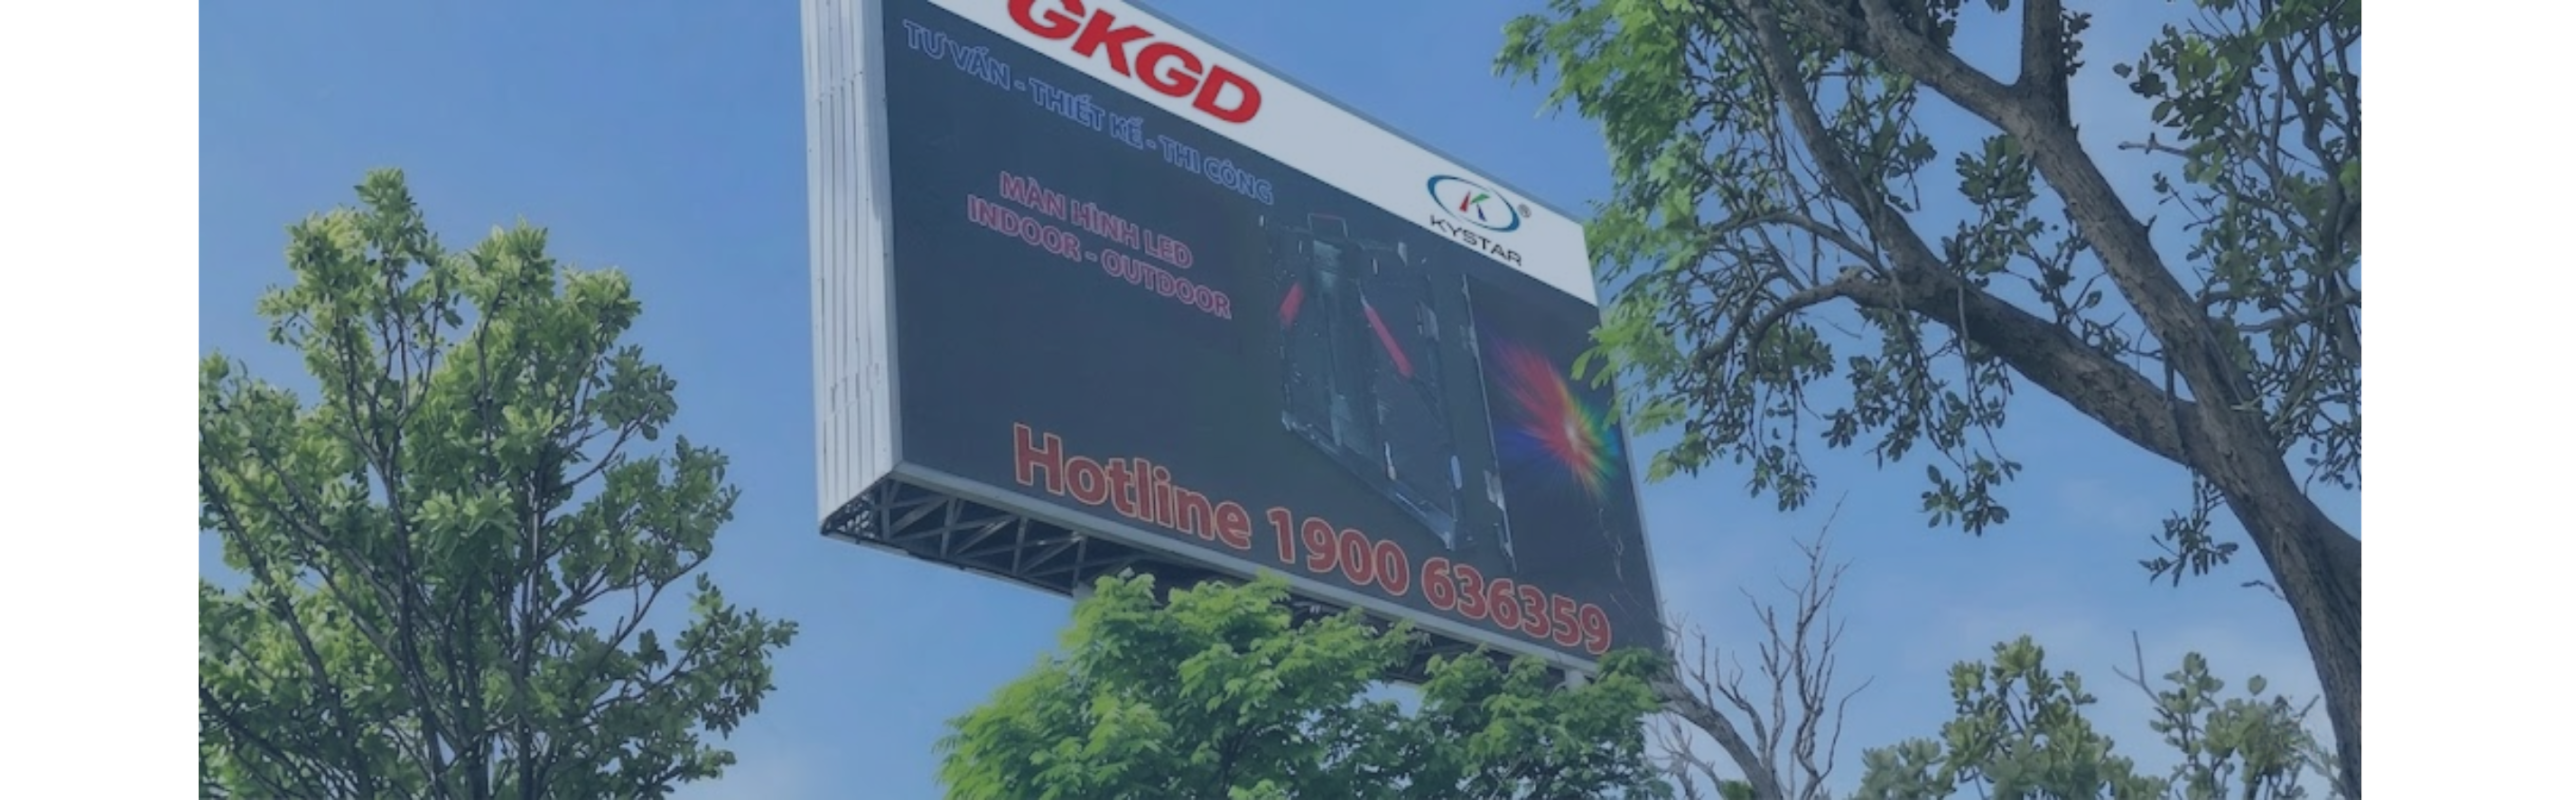 GKGD
KYSTAR
TƯ VẤN - THIẾT KẾ - THI CÔNG
MÀN HÌNH LED
INDOOR - OUTDOOR
Hotline 1900 636359